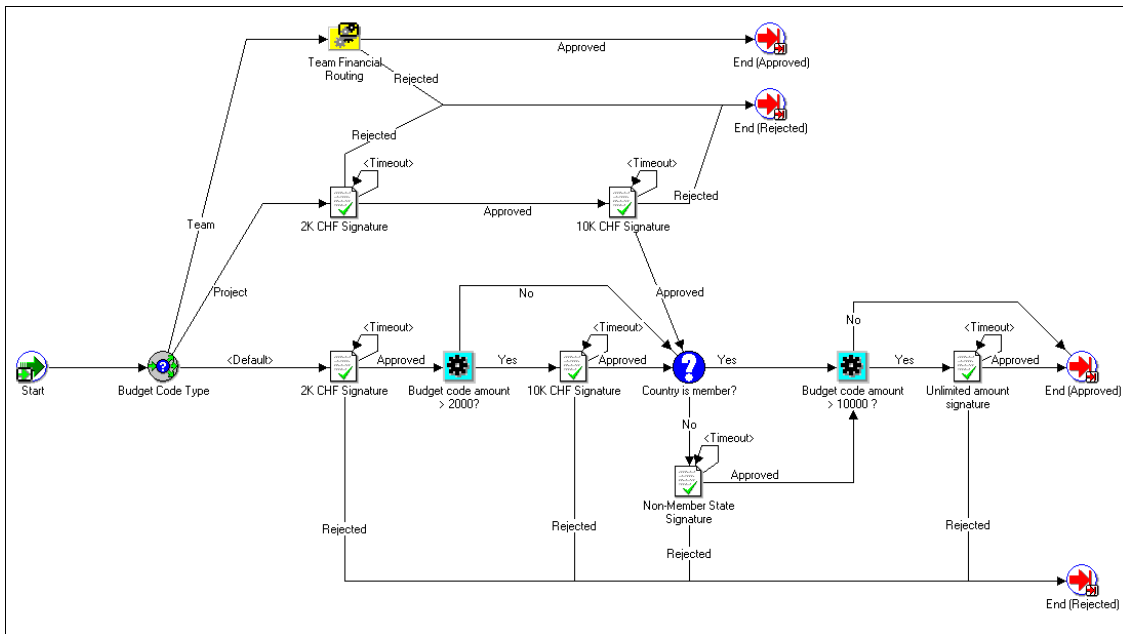 Approved
Team Financial
Routing
End (Approved)
Rejected
End (Rejected)
Rejected
<Timeout>
<Timeout>
Rejected
Approved
2K CHF Signature
10K CHF Signature
Team
Project
No
Approved
No
<Timeout>
<Timeout>
<Timeout>
<Default>
Approved
Yes
Approved
Yes
Yes
Approved
Start
Budget Code Type
2K CHF Signature
Budget code amount
> 2000?
10K CHF Signature
Country is member?
Budget code amount
> 10000 ?
Unlimited amount
signature
End (Approved)
No
<Timeout>
Approved
Non-Member State
Signature
Rejected
Rejected
Rejected
Rejected
End (Rejected)